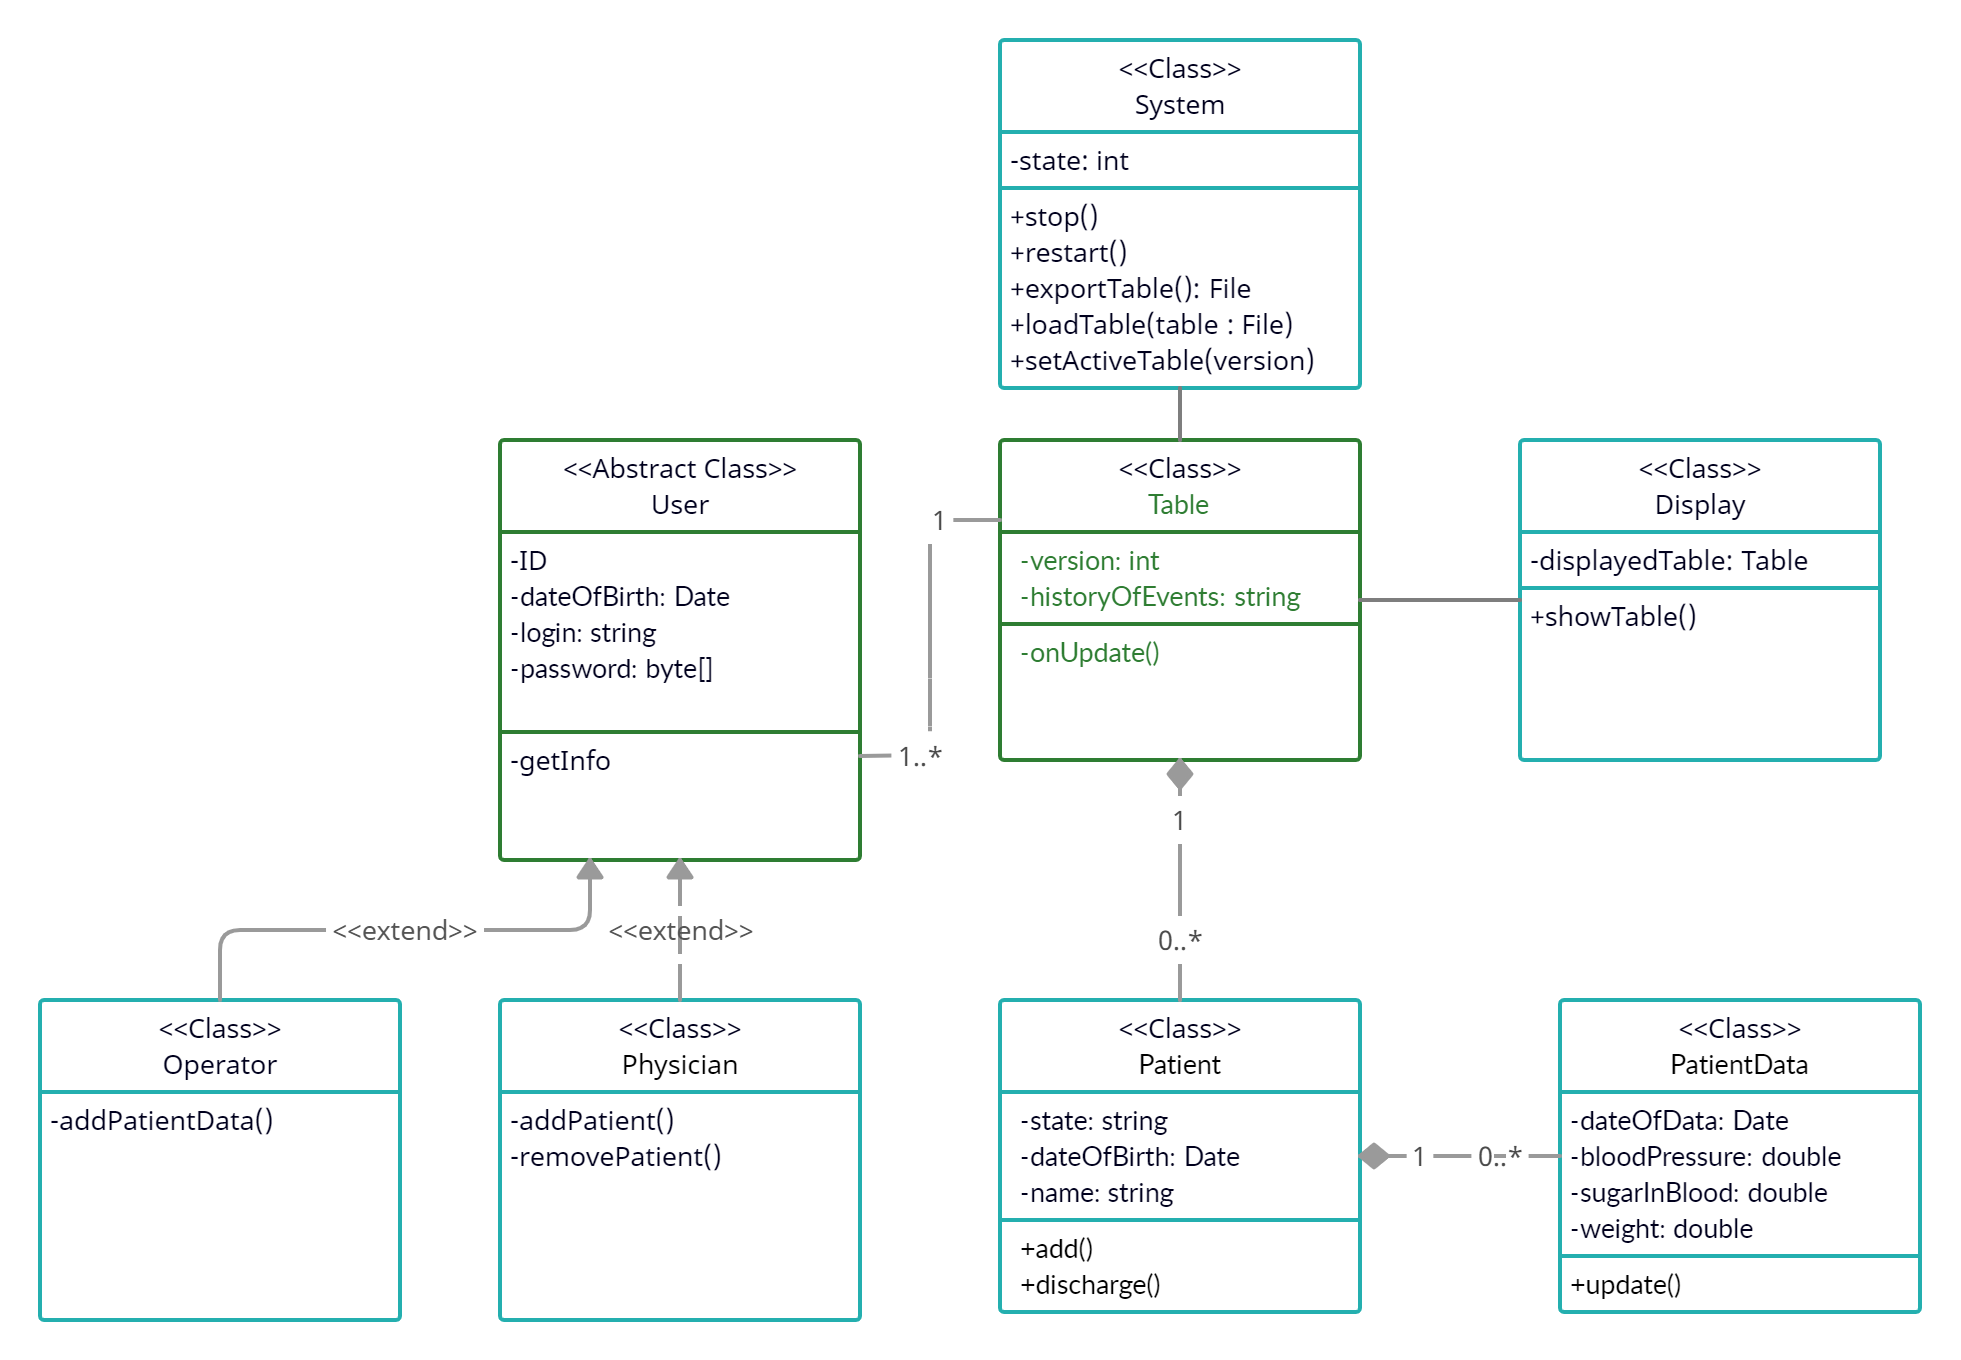 <<Class>>
System
-state: int
+stop()
+restart()
+exportTable(): File
+loadTable(table : File)
+setActiveTable(version)
<<Abstract Class>>
User
-ID
-dateOfBirth: Date
-login: string
-password: byte[]
-getInfo
1
1..*
<<Class>>
Table
-version: int
-historyOfEvents: string
-onUpdate()
<<Class>>
Display
-displayedTable: Table
+showTable()
1
0..*
<<extend>>
<<extend>>
<<Class>>
Operator
-addPatientData()
<<Class>>
Physician
-addPatient()
-removePatient()
<<Class>>
Patient
-state: string
-dateOfBirth: Date
-name: string
+add()
+discharge()
1
0..*
<<Class>>
PatientData
-dateOfData: Date
-bloodPressure: double
-sugarInBlood: double
-weight: double
+update()